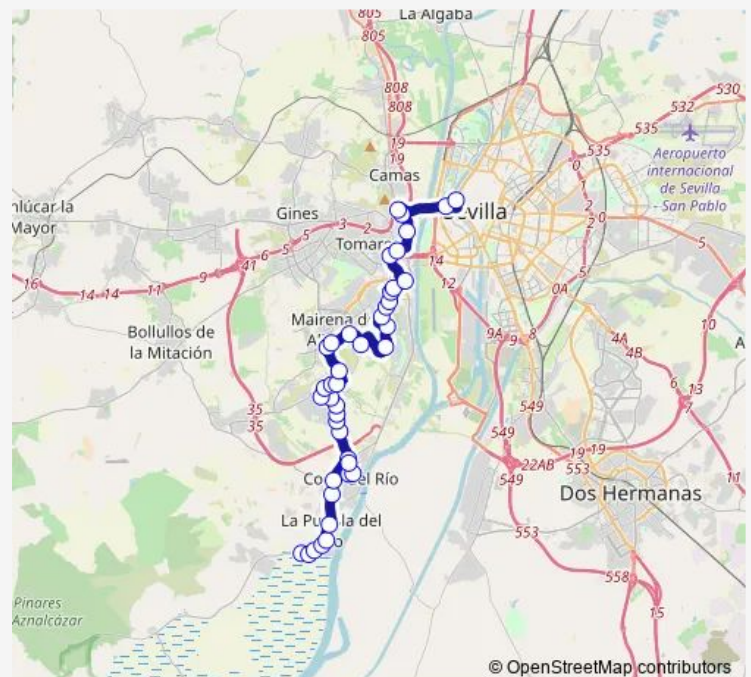 La Algaba
805
805
530
808
532
808
535
19
535
19
Camas
Aeropuerto
internacional
de Sevilla
- San Pablo
0
1
2
2
0
nlúcar la
Mayor
Gines
3
2
Tomar
5
5
6
9
41
16
14
14
11
14
12
5
5
0A
10
Bollullos de
la Mitación
Mairena d
Al
9A
9
8
4A
4B
A
6
13
7
11
35
35
549
549
549
22AB
19
19
553
Co
el Río
Dos Hermanas
553
La Pu
la del
o
558
15
Pinares
Aznalcázar
© OpenStreetMap contributors